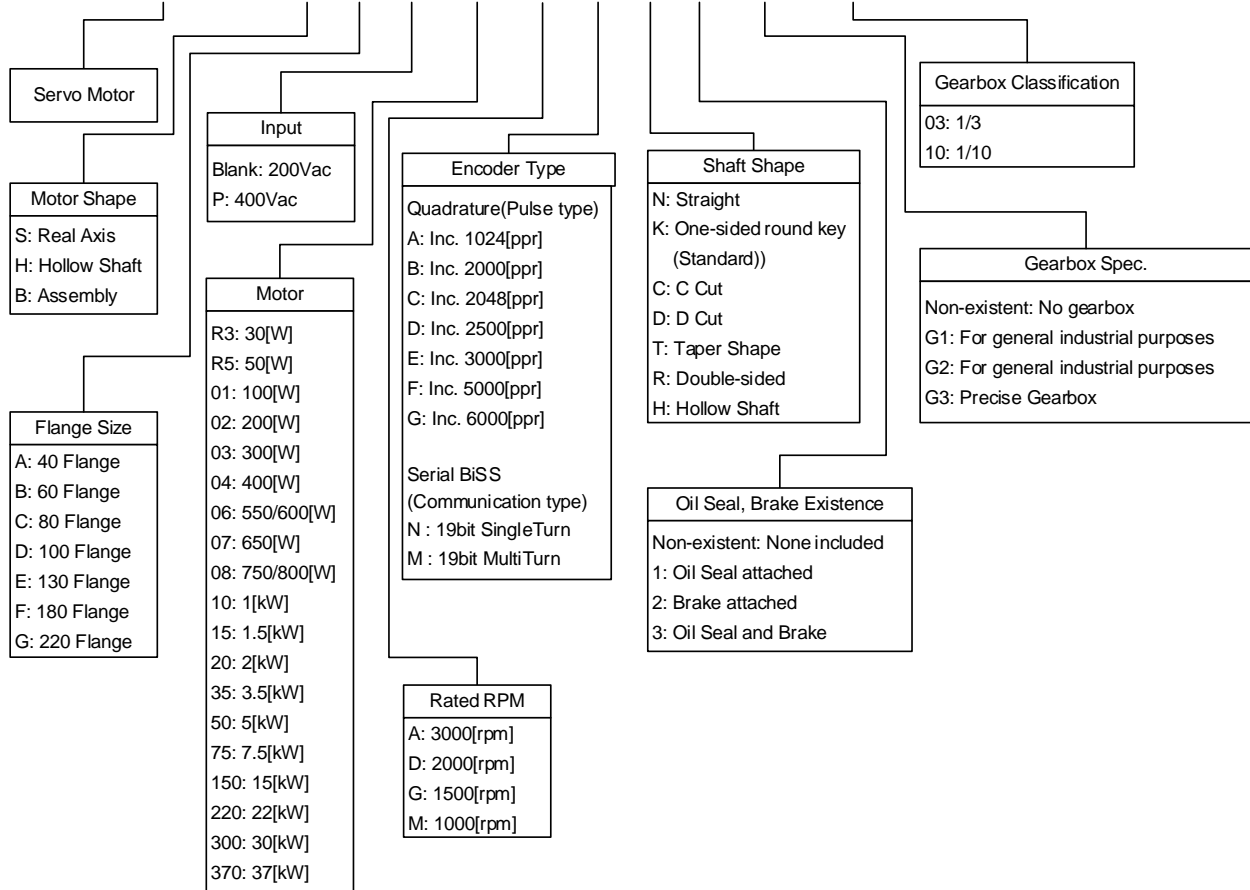 Servo Motor
Motor Shape
S: Real Axis
H: Hollow Shaft
B: Assembly
Flange Size
A: 40 Flange
B: 60 Flange
C: 80 Flange
D: 100 Flange
E: 130 Flange
F: 180 Flange
G: 220 Flange
Input
Blank: 200Vac
P: 400Vac
Motor
R3: 30[W]
R5: 50[W]
01: 100[W]
02: 200[W]
03: 300[W]
04: 400[W]
06: 550/600[W]
07: 650[W]
08: 750/800[W]
10: 1[kW]
15: 1.5[kW]
20: 2[kW]
35: 3.5[kW]
50: 5[kW]
75: 7.5[kW]
150: 15[kW]
220: 22[kW]
300: 30[kW]
370: 37[kW]
Encoder Type
Quadrature(Pulse type)
A: Inc. 1024[ppr]
B: Inc. 2000[ppr]
C: Inc. 2048[ppr]
D: Inc. 2500[ppr]
E: Inc. 3000[ppr]
F: Inc. 5000[ppr]
G: Inc. 6000[ppr]
Serial BiSS
(Communication type)
N : 19bit SingleTurn
M : 19bit MultiTurn
Rated RPM
A: 3000[rpm]
D: 2000[rpm]
G: 1500[rpm]
M: 1000[rpm]
Shaft Shape
N: Straight
K: One-sided round key
(Standard))
C: C Cut
D: D Cut
T: Taper Shape
R: Double-sided
H: Hollow Shaft
Oil Seal, Brake Existence
Non-existent: None included
1: Oil Seal attached
2: Brake attached
3: Oil Seal and Brake
Gearbox Classification
03: 1/3
10: 1/10
Gearbox Spec.
Non-existent: No gearbox
G1: For general industrial purposes
G2: For general industrial purposes
G3: Precise Gearbox